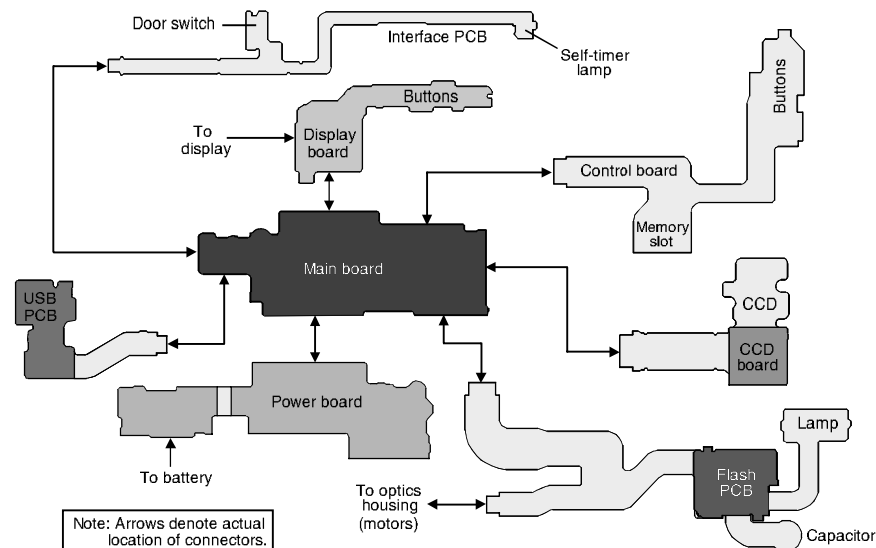 Door switch
Interface PCB
Self-timer
lamp
Buttons
Buttons
To
display
Display
board
Control board
Memory
slot
Main board
USB
PCB
CCD
CCD
board
Power board
To battery
Lamp
Flash
PCB
To optics
housing
(motors)
Capacitor
Note: Arrows denote actual
location of connectors.